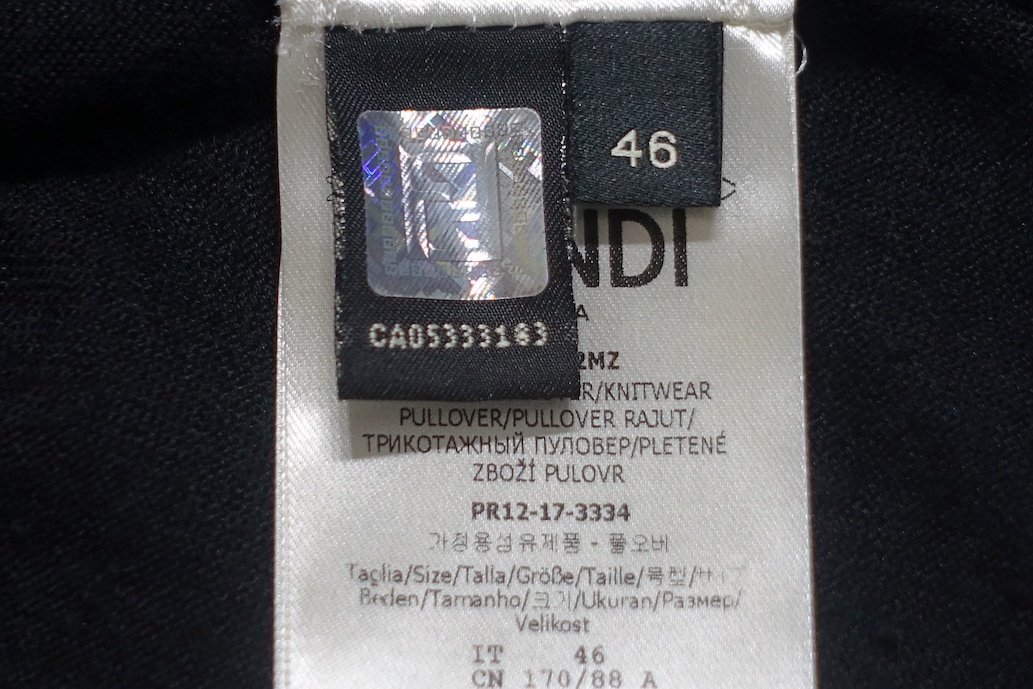 46
NDI
A
CA05333163
2MZ
R/KNITWEAR
PULLOVER/PULLOVER RAJUT/
ТРИКОТАЖНЫЙ ПУЛОВЕР/PLETENÉ
ZBOŽÍ PULOVR
PR12-17-3334
가정용섬유제품 - 풀오버
Taglia/Size/Talla/Größe/Taille/
Beden/Tamanho/크기/Ukuran/Размер/
Velikost
IT 46
CN 170/88 A